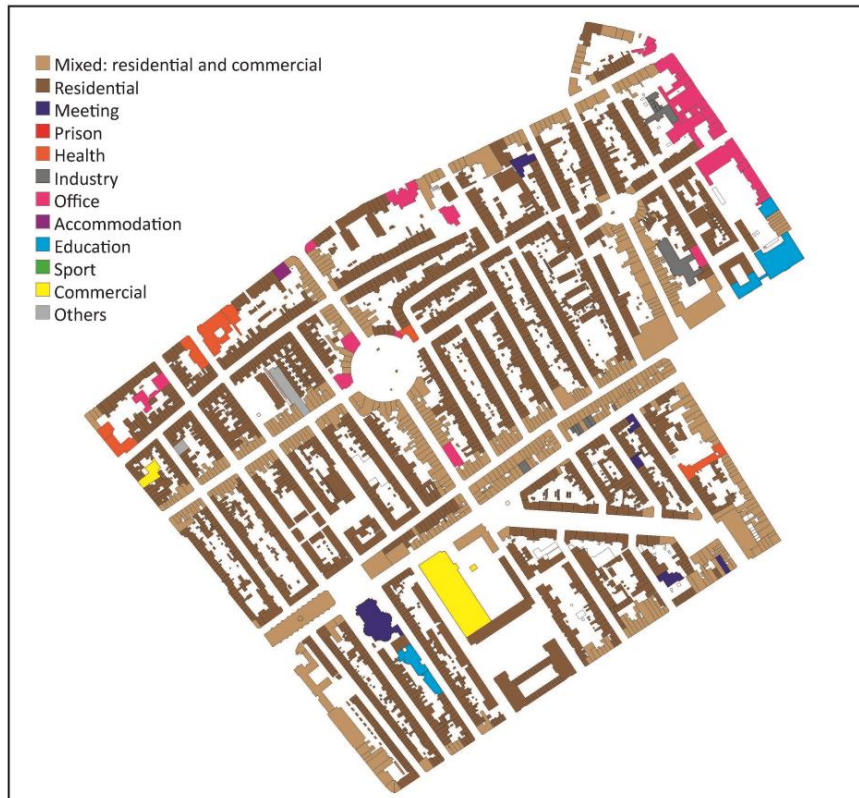 Mixed: residential and commercial
Residential
Meeting
Prison
Health
Industry
Office
Accommodation
Education
Sport
Commercial
Others